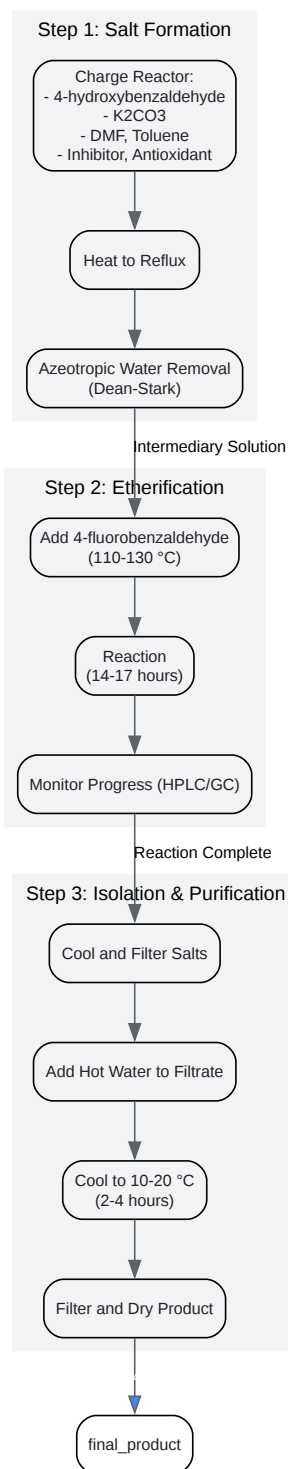 Step 1: Salt Formation
Charge Reactor:
- 4-hydroxybenzaldehyde
- K2CO3
- DMF, Toluene
- Inhibitor, Antioxidant
Heat to Reflux
Azeotropic Water Removal
(Dean-Stark)
Intermediary Solution
Step 2: Etherification
Add 4-fluorobenzaldehyde
(110-130 °C)
Reaction
(14-17 hours)
Monitor Progress (HPLC/GC)
Reaction Complete
Step 3: Isolation & Purification
Cool and Filter Salts
Add Hot Water to Filtrate
Cool to 10-20 °C
(2-4 hours)
Filter and Dry Product
final_product